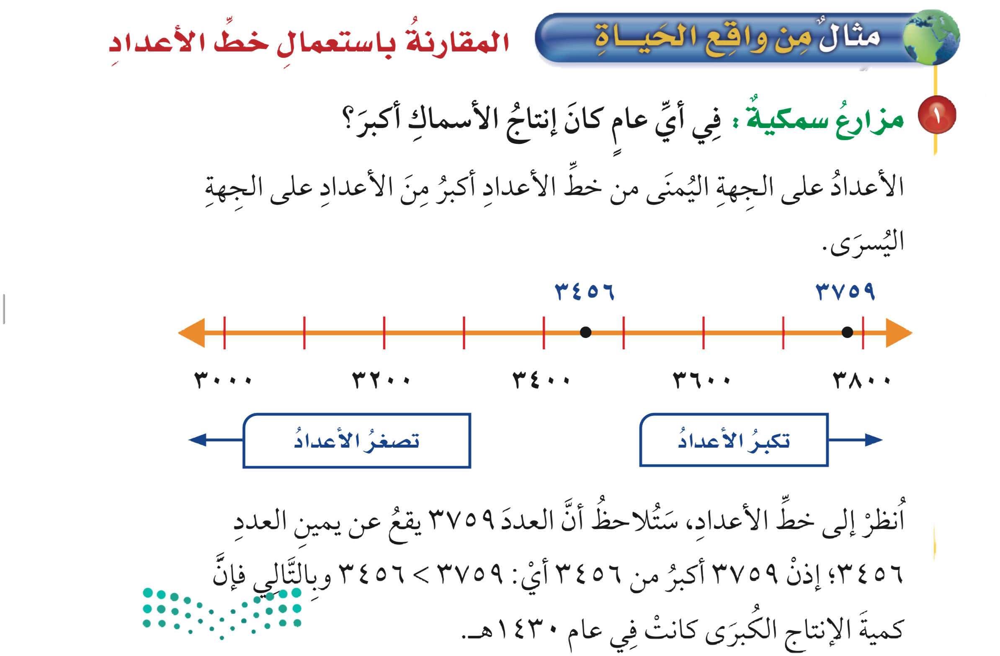 مثالٌ مِن واقِع الحَيـاةِ المقارنةُ باستعمالِ خطِّ الأعدادِ
١ مزارعُ سمكيةٌ: فِي أيِّ عامٍ كانَ إنتاجُ الأسماكِ أكبرَ؟
الأعدادُ على الجِهةِ اليُمنَى من خطِّ الأعدادِ أكبرُ مِنَ الأعدادِ على الجِهةِ
اليُسرَى.
٣٤٥٦ ٣٧٥٩
٣٠٠٠ ٣٢٠٠ ٣٤٠٠ ٣٦٠٠ ٣٨٠٠
تكبرُ الأعدادُ تصغرُ الأعدادُ
اُنظرْ إلى خطِّ الأعدادِ، سَتُلاحظُ أنَّ العددَ ٣٧٥٩ يقعُ عن يمينِ العددِ
٣٤٥٦؛ إذنْ ٣٧٥٩ أكبرُ من ٣٤٥٦ أيْ: ٣٧٥٩ > ٣٤٥٦ وبِالتَّالِي فإنَّ
كميةَ الإنتاج الكُبرَى كانتْ فِي عام ١٤٣٠هـ.